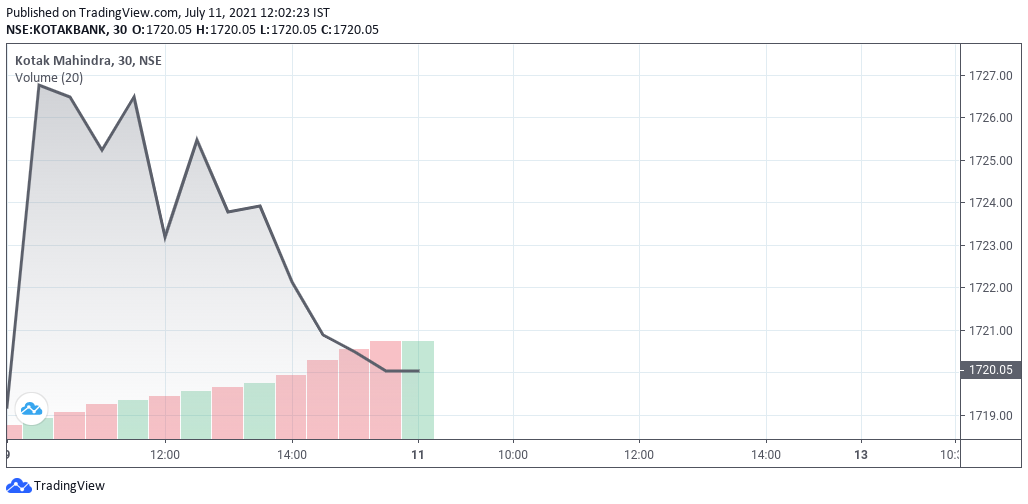 Published on TradingView.com, July 11, 2021 12:02:23 IST
NSE:KOTAKBANK, 30 O:1720.05 H:1720.05 L:1720.05 C:1720.05
Kotak Mahindra, 30, NSE
Volume (20)
1727.00
1726.00
1725.00
1724.00
1723.00
1722.00
1721.00
1720.05
1719.00
12:00 14:00 11 10:00 12:00 14:00 13
TradingView